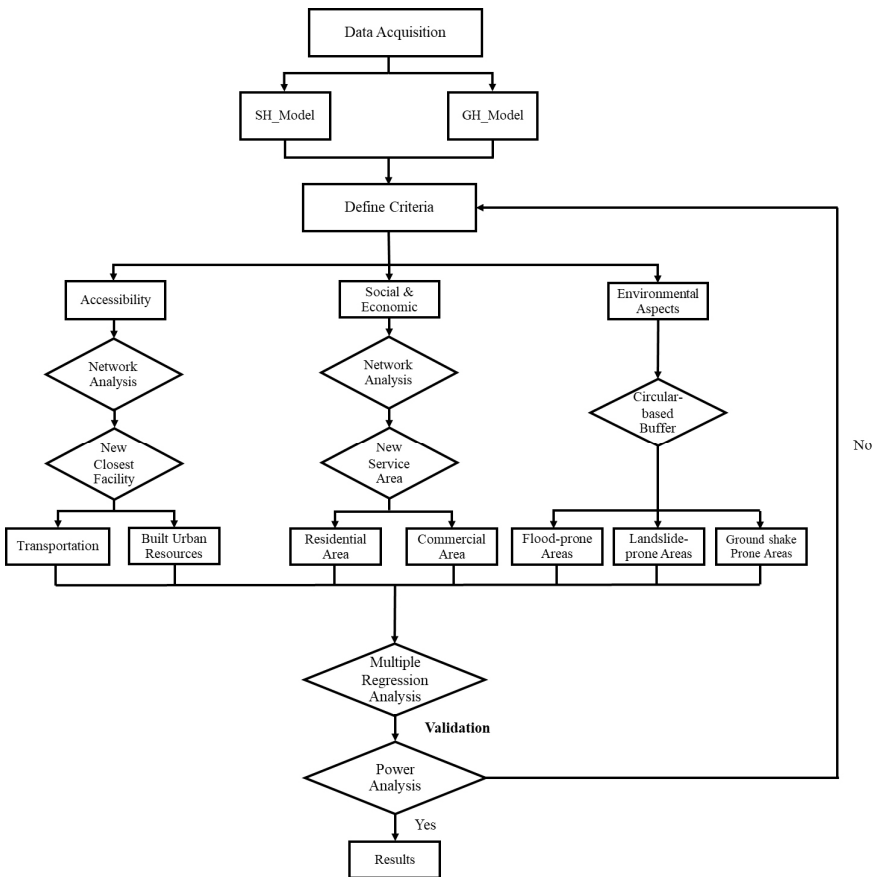 Data Acquisition
SH_Model
GH_Model
Define Criteria
Accessibility
Social &
Economic
Environmental
Aspects
Network
Analysis
Network
Analysis
Circular-
based
Buffer
New
Closest
Facility
New
Service
Area
No
Transportation
Built Urban
Resources
Residential
Area
Commercial
Area
Flood-prone
Areas
Landslide-
prone Areas
Ground shake
Prone Areas
Multiple
Regression
Analysis
Validation
Power
Analysis
Yes
Results